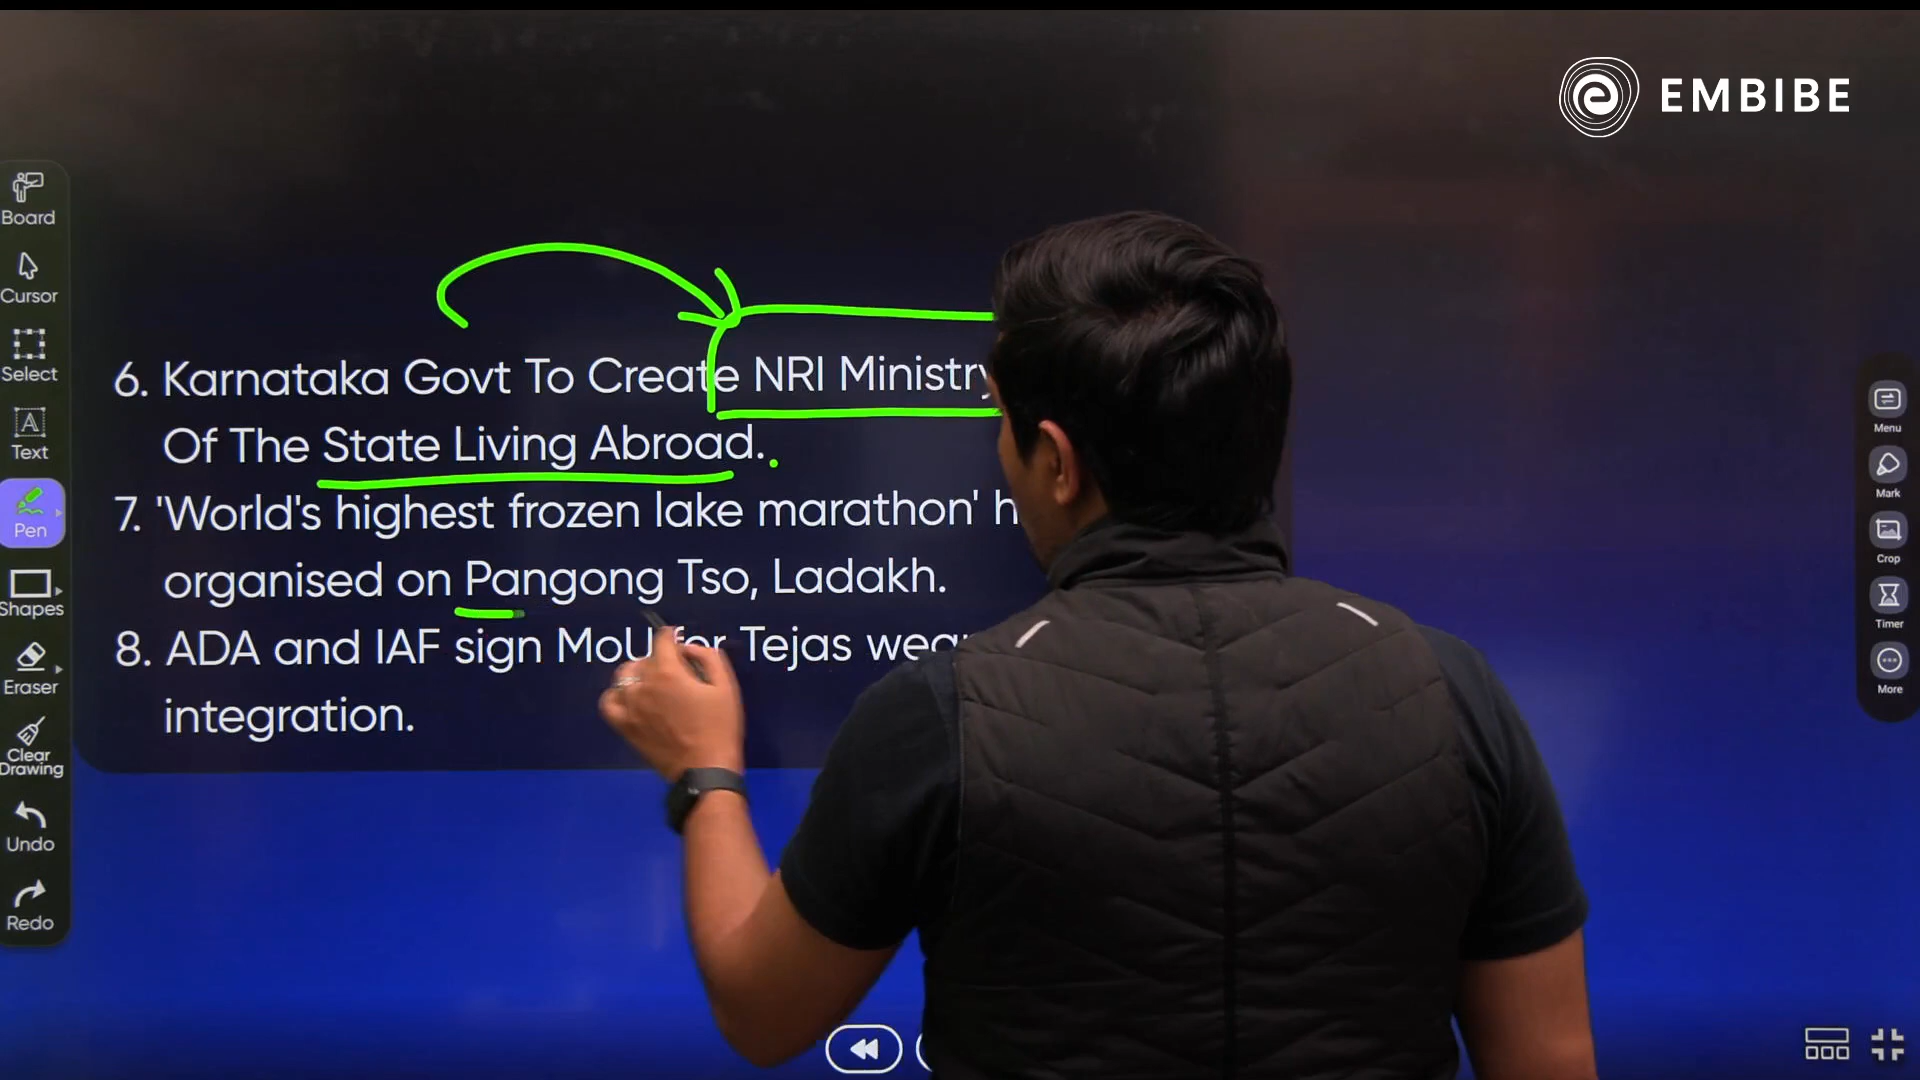 EMBIBE
Board
Cursor
Select
Text
Pen
Shapes
Eraser
Clear
Drawing
Undo
Redo
6. Karnataka Govt To Create NRI Ministry
Of The State Living Abroad.
7. 'World's highest frozen lake marathon'
organised on Pangong Tso, Ladakh.
8. ADA and IAF sign MoU for Tejas
integration.
Menu
Mark
Crop
Timer
More